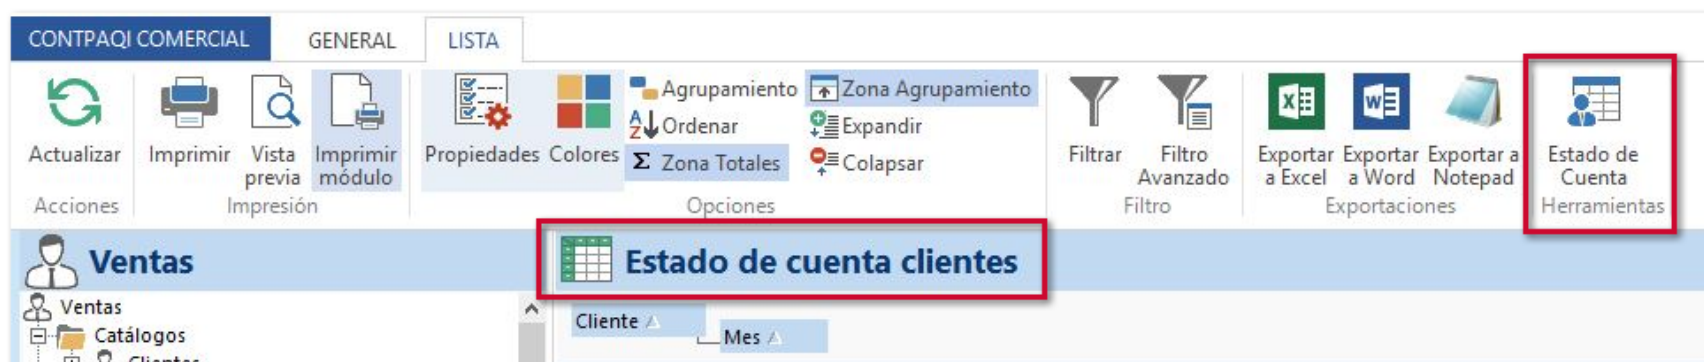 CONTPAQI COMERCIAL GENERAL LISTA
Actualizar
Acciones
Imprimir
Vista
previa
Imprimir
módulo
Impresión
Propiedades
Colores
Agrupamiento
Ordenar
Σ Zona Totales
Zona Agrupamiento
Expandir
Colapsar
Opciones
Filtrar
Filtro
Avanzado
Filtro
Exportar
a Excel
Exportar
a Word
Exportar a
Notepad
Exportaciones
Estado de
Cuenta
Herramientas
Ventas
Estado de cuenta clientes
Ventas
Catálogos
Clientes
Cliente
Mes